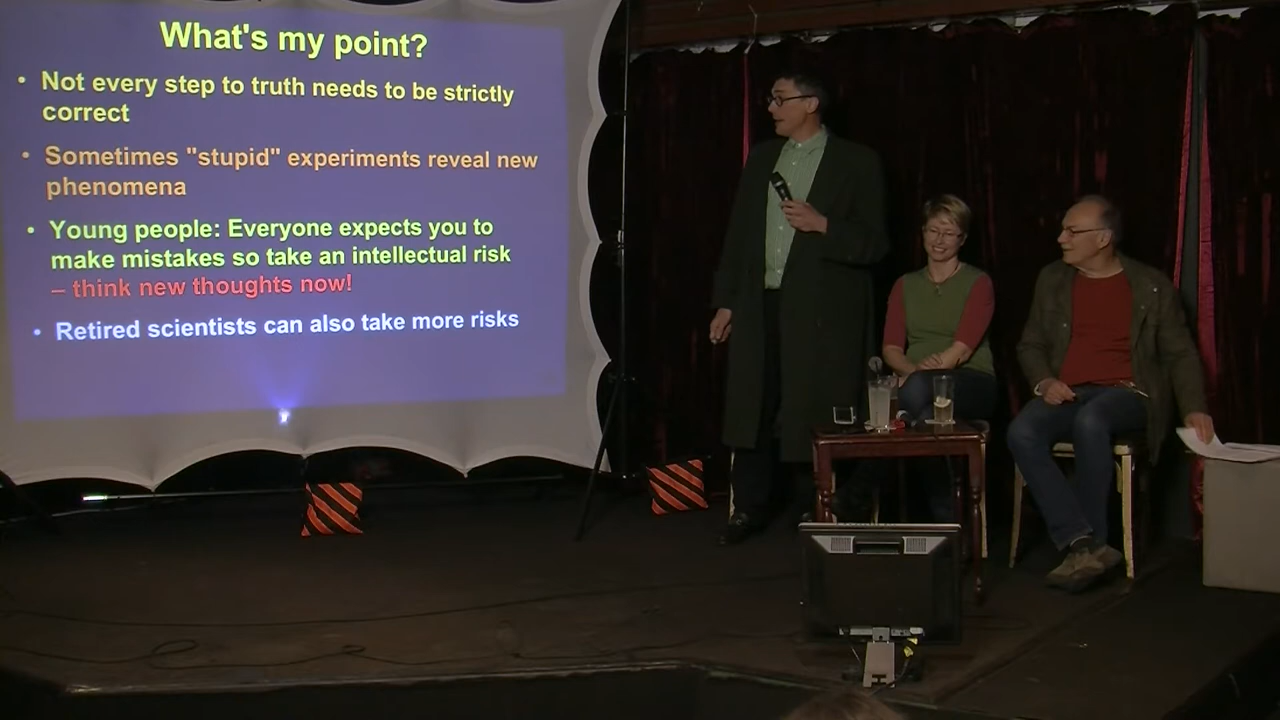 What's my point?
• Not every step to truth needs to be strictly
correct
• Sometimes "stupid" experiments reveal new
phenomena
• Young people: Everyone expects you to
make mistakes so take an intellectual risk
– think new thoughts now!
• Retired scientists can also take more risks